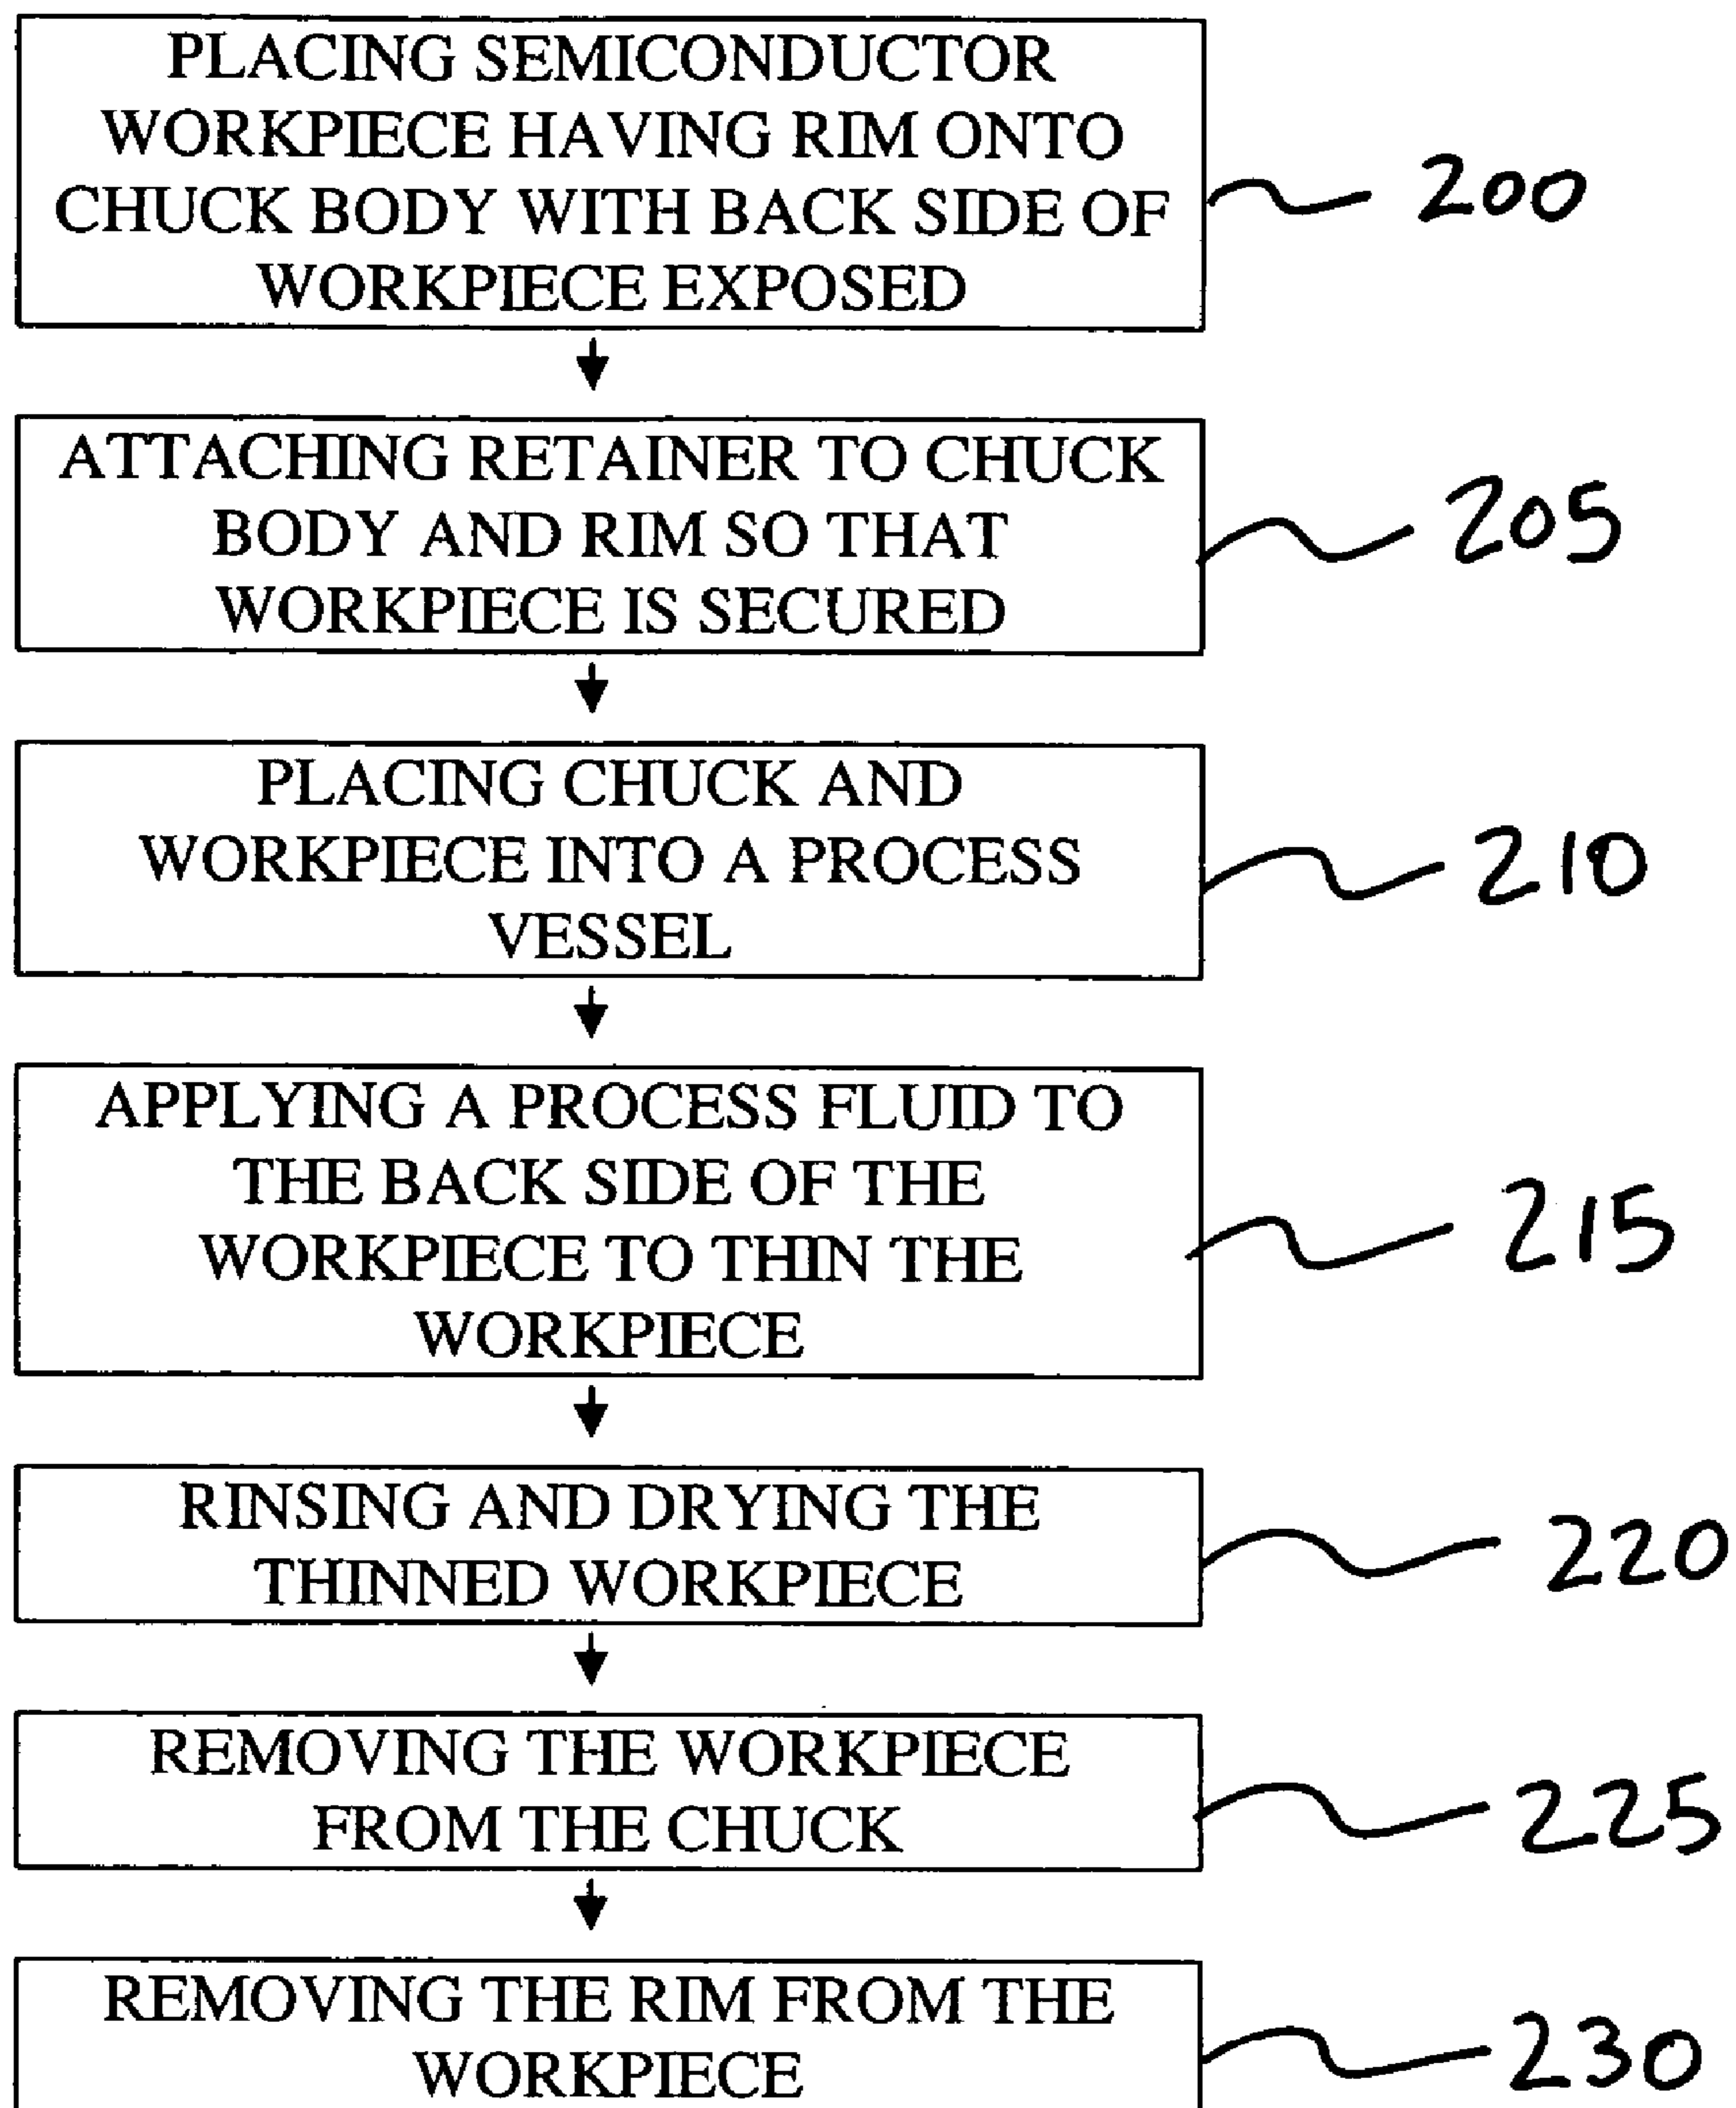 PLACING SEMICONDUCTOR
WORKPIECE HAVING RIM ONTO
CHUCK BODY WITH BACK SIDE OF
WORKPIECE EXPOSED
200
ATTACHING RETAINER TO CHUCK
BODY AND RIM SO THAT
WORKPIECE IS SECURED
205
PLACING CHUCK AND
WORKPIECE INTO A PROCESS
VESSEL
210
APPLYING A PROCESS FLUID TO
THE BACK SIDE OF THE
WORKPIECE TO THIN THE
WORKPIECE
215
RINSING AND DRYING THE
THINNED WORKPIECE
220
REMOVING THE WORKPIECE
FROM THE CHUCK
225
REMOVING THE RIM FROM THE
WORKPIECE
230